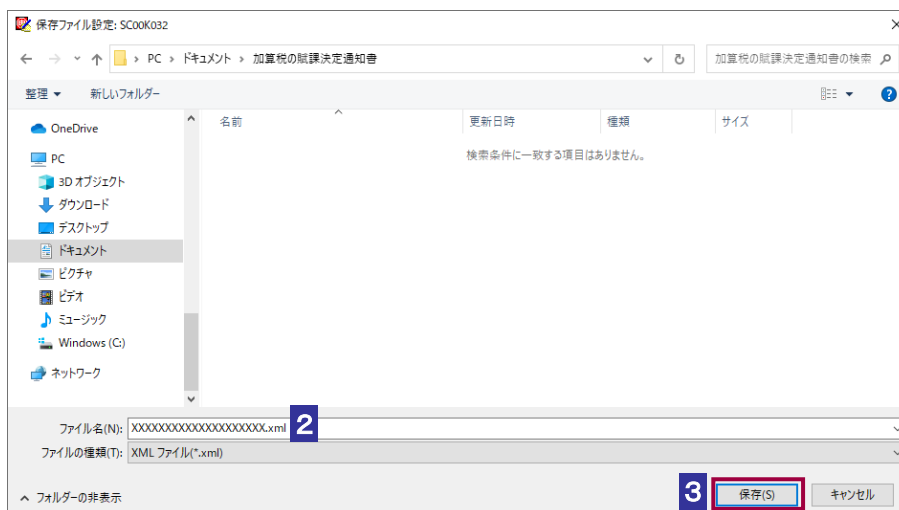 保存ファイル設定: SC00K032
PC › ドキュメント › 加算税の賦課決定通知書
加算税の賦課決定通知書の検索
整理 新しいフォルダー
名前 更新日時 種類 サイズ
検索条件に一致する項目はありません。
OneDrive
PC
3D オブジェクト
ダウンロード
デスクトップ
ドキュメント
ピクチャ
ビデオ
ミュージック
Windows (C:)
ネットワーク
ファイル名(N): XXXXXXXXXXXXXXXXXXXX.xml 2
ファイルの種類(T): XML ファイル(*.xml)
フォルダーの非表示 3 保存(S) キャンセル